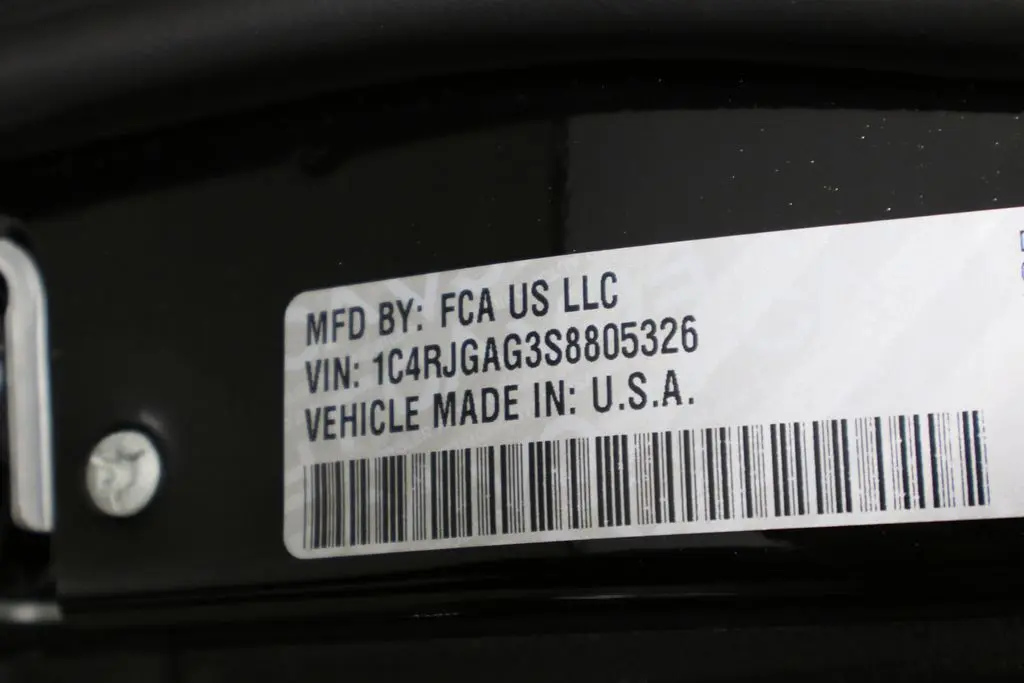 MFD BY: FCA US LLC
VIN: 1C4RJGAG3S8805326
VEHICLE MADE IN: U.S.A.